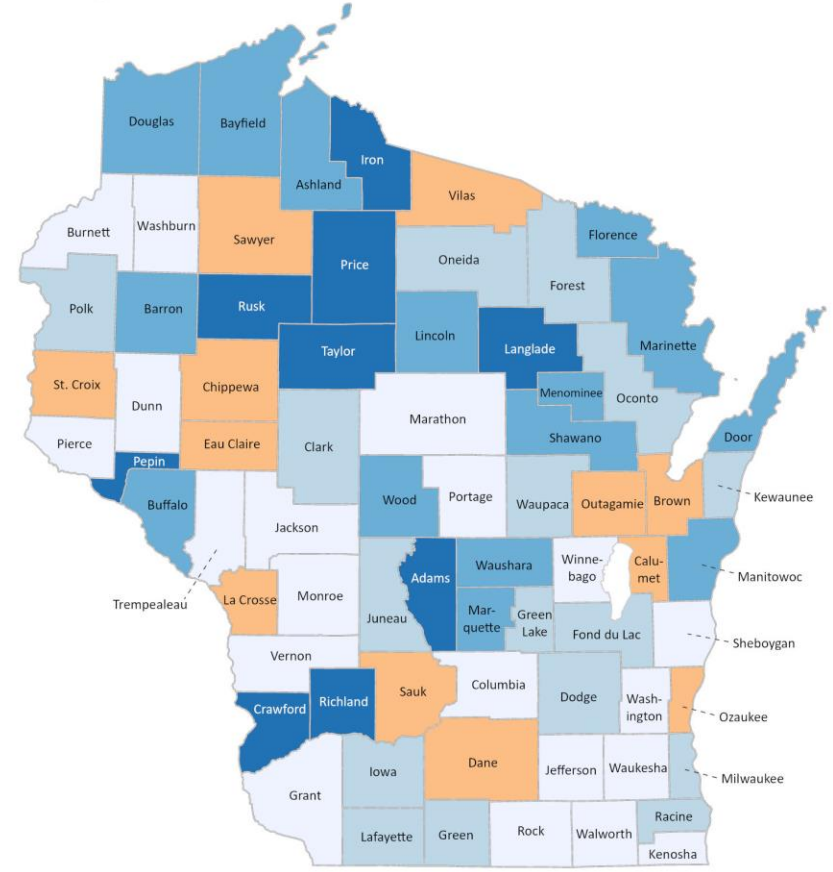 Douglas
Bayfield
Iron
Ashland
Vilas
Burnett
Washburn
Sawyer
Florence
Price
Oneida
Forest
Polk
Barron
Rusk
Lincoln
Marinette
Taylor
Langlade
St. Croix
Chippewa
Menominee
Oconto
Dunn
Marathon
Pierce
Eau Claire
Clark
Shawano
Door
Pepin
Buffalo
Wood
Portage
Waupaca
Outagamie
Brown
Kewaunee
Jackson
Trempealeau
La Crosse
Monroe
Juneau
Adams
Waushara
Winne-
bago
Calu-
met
Manitowoc
Mar-
quette
Green
Lake
Fond du Lac
Sheboygan
Vernon
Crawford
Richland
Sauk
Columbia
Dodge
Wash-
ington
Ozaukee
Grant
Iowa
Dane
Jefferson
Waukesha
Milwaukee
Lafayette
Green
Rock
Walworth
Racine
Kenosha